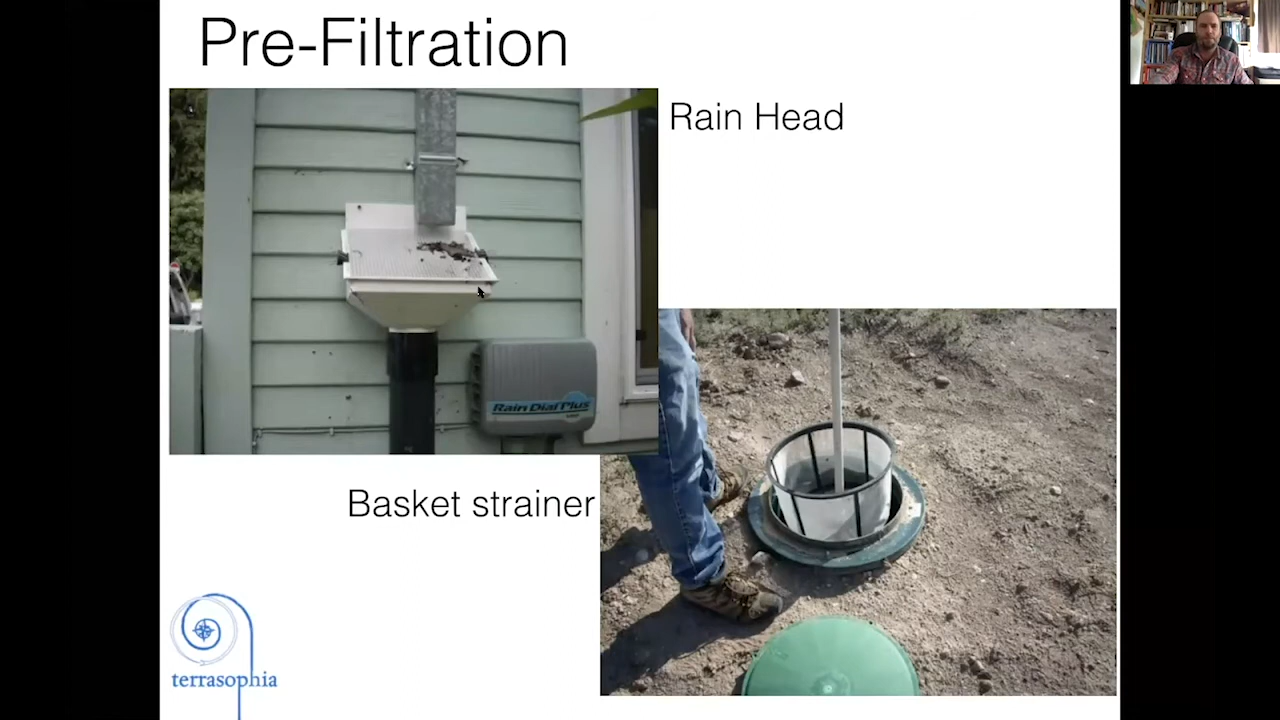 Pre-Filtration
Rain Head
Rain Dial Plus
Basket strainer
terrasophia